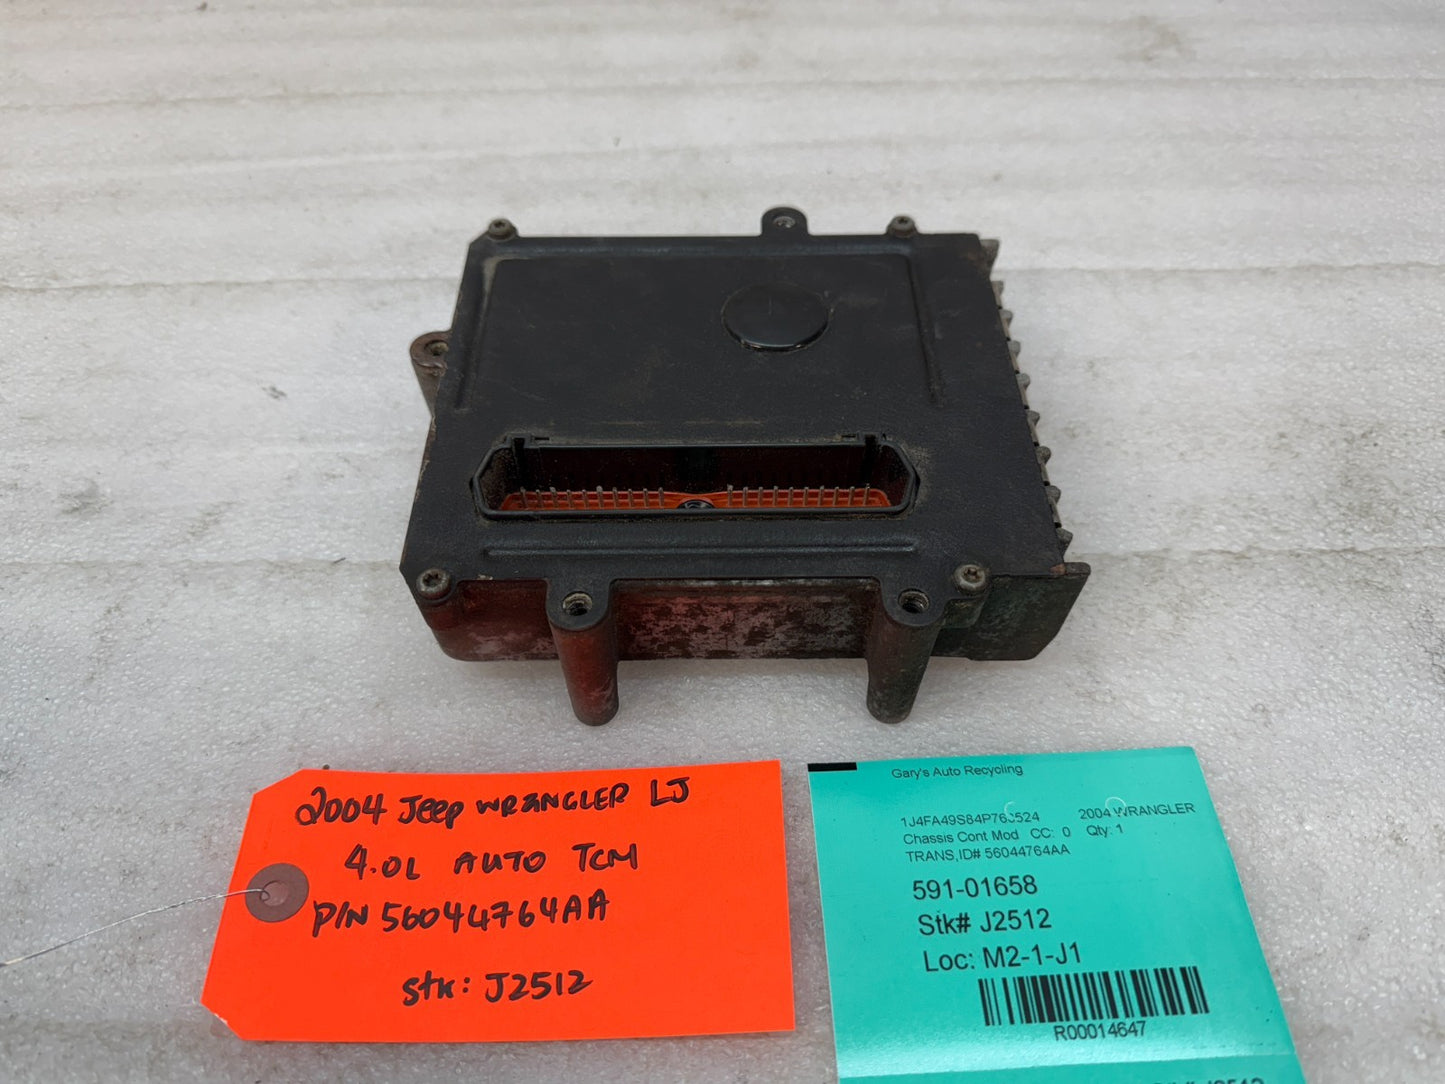 2004 Jeep WRANGLER LJ
4.0L AUTO TCM
P/N 56044764AA
Stk: J2512
Gary's Auto Recycling
2004 WRANGLER
Chassis Cont Mod CC: 0 Qty: 1
TRANS,ID# 56044764AA
591-01658
Stk# J2512
Loc: M2-1-J1
R00014647